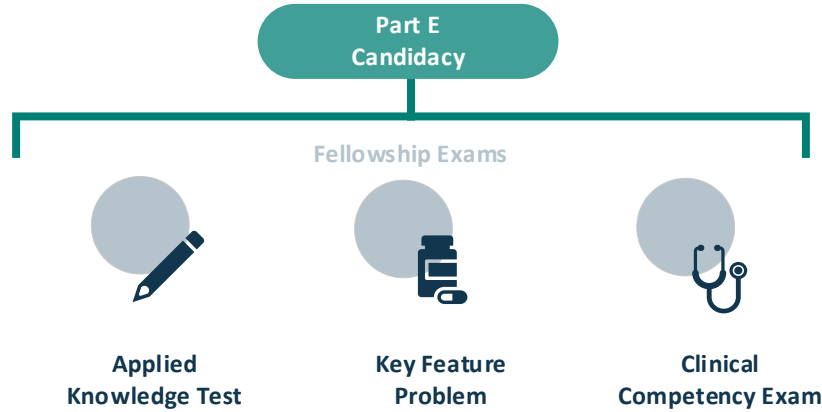 Part E
Candidacy
Fellowship Exams
Applied
Knowledge Test
Key Feature
Problem
Clinical
Competency Exam